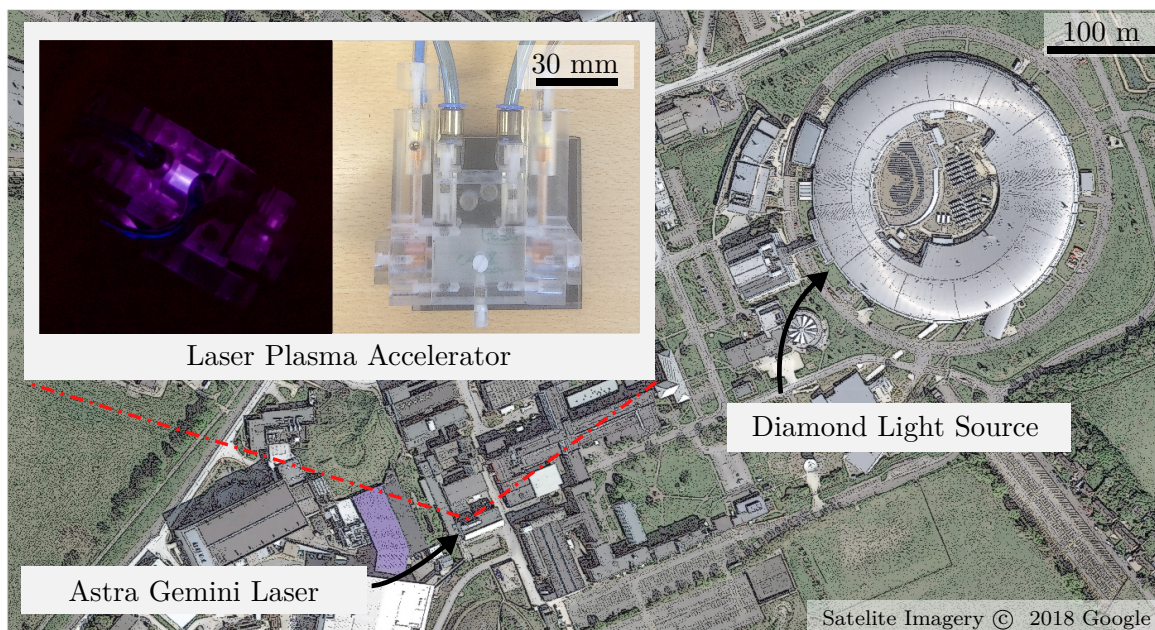 30 mm
100 m
Laser Plasma Accelerator
Diamond Light Source
Astra Gemini Laser
Satelite Imagery © 2018 Google